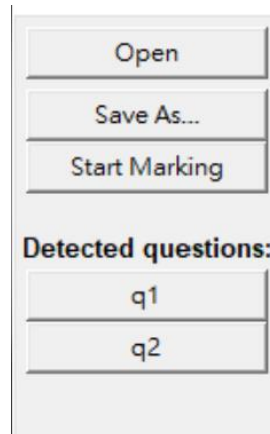 Open
Save As...
Start Marking
Detected questions:
q1
q2